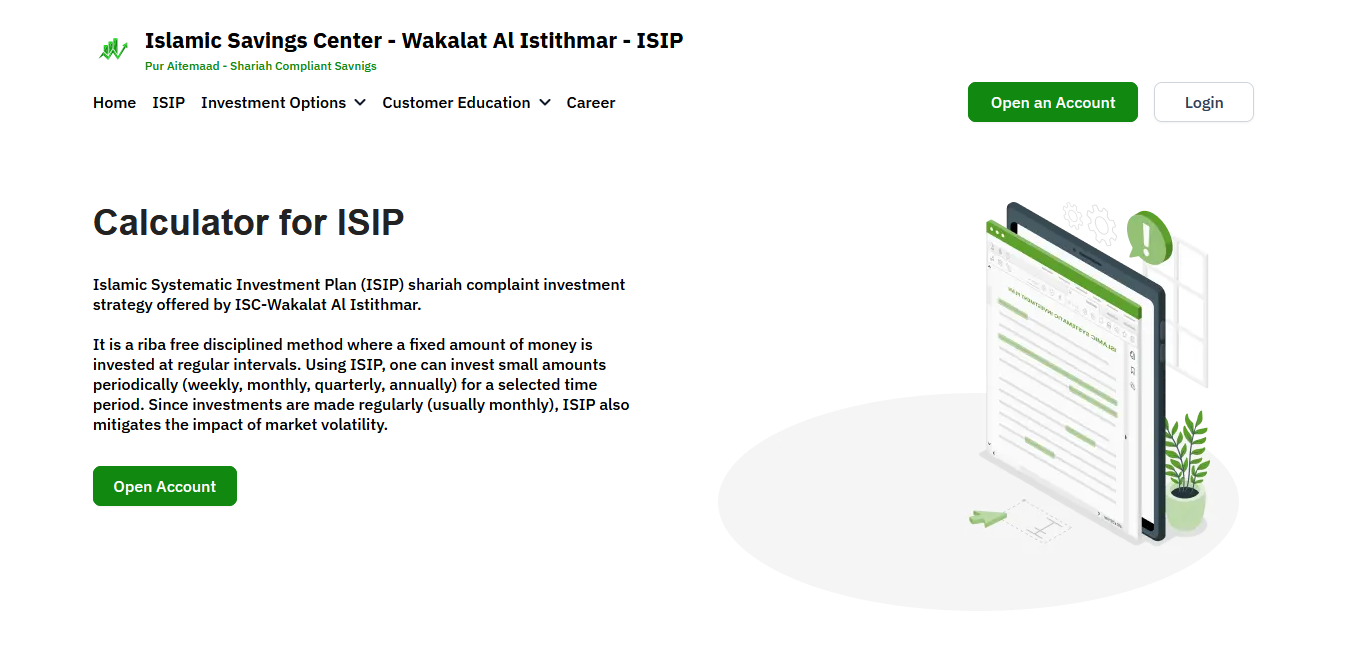 Islamic Savings Center - Wakalat Al Istithmar - ISIP
Pur Aitemaad - Shariah Compliant Savnigs
Home ISIP Investment Options Customer Education Career
Open an Account Login
Calculator for ISIP
Islamic Systematic Investment Plan (ISIP) shariah complaint investment
strategy offered by ISC-Wakalat Al Istithmar.
It is a riba free disciplined method where a fixed amount of money is
invested at regular intervals. Using ISIP, one can invest small amounts
periodically (weekly, monthly, quarterly, annually) for a selected time
period. Since investments are made regularly (usually monthly), ISIP also
mitigates the impact of market volatility.
Open Account
ISLAMIC SYSTEMATIC INVESTMENT PLAN